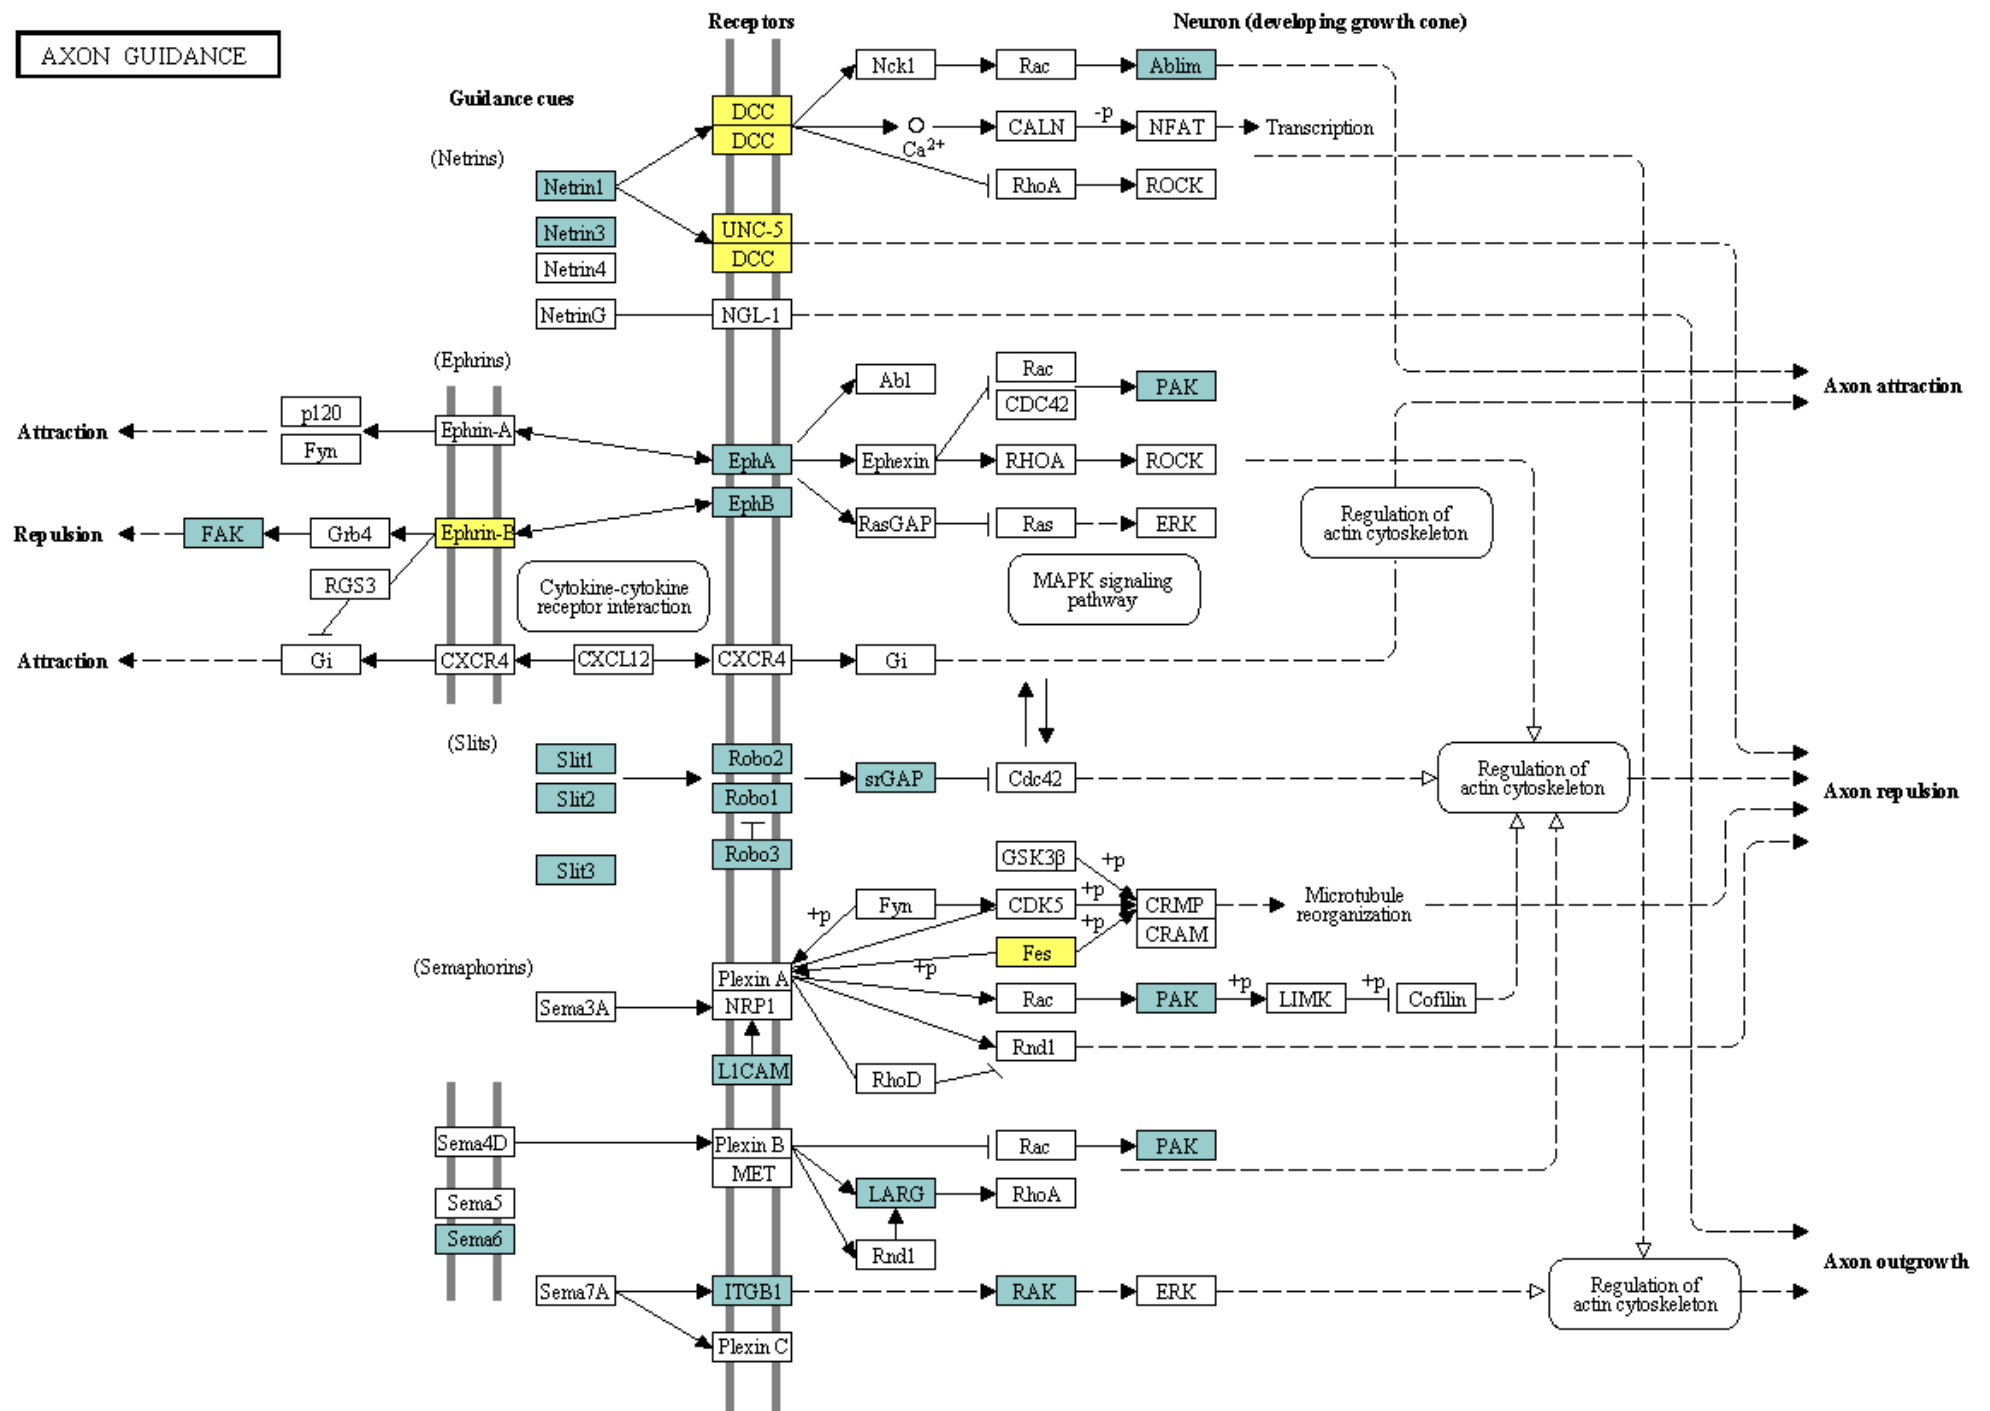 Receptors
Neuron (developing growth cone)
AXON GUIDANCE
Guidance cues
Nck1
Rac
Ablim
DCC
DCC
Ca2+
CALN
-p
NFAT
Transcription
(Netrins)
Netrin1
RhoA
ROCK
Netrin3
UNC-5
DCC
Netrin4
NetrinG
NGL-1
(Ephrins)
Abl
Rac
CDC42
PAK
Axon attraction
p120
Fyn
Attraction
Ephrin-A
EphA
Ephexin
RHOA
ROCK
EphB
Regulation of
actin cytoskeleton
Repulsion
FAK
Grb4
Ephrin-B
RasGAP
Ras
ERK
RGS3
Cytokine-cytokine
receptor interaction
MAPK signaling
pathway
Attraction
Gi
CXCR4
CXCL12
CXCR4
Gi
(Slits)
Slit1
Slit2
Robo2
Robo1
srGAP
Cdc42
Regulation of
actin cytoskeleton
Axon repulsion
Slit3
Robo3
GSK3β
+p
Fyn
+p
CDK5
+p
CRMP
CRAM
Microtubule
reorganization
Fes
+p
+p
(Semaphorins)
Plexin A
NRP1
Sema3A
Rac
PAK
+p
LIMK
+p
Cofilin
Rnd1
L1CAM
RhoD
Sema4D
Plexin B
MET
Rac
PAK
Sema5
LARG
RhoA
Sema6
Rnd1
Axon outgrowth
Sema7A
ITGB1
RAK
ERK
Regulation of
actin cytoskeleton
Plexin C